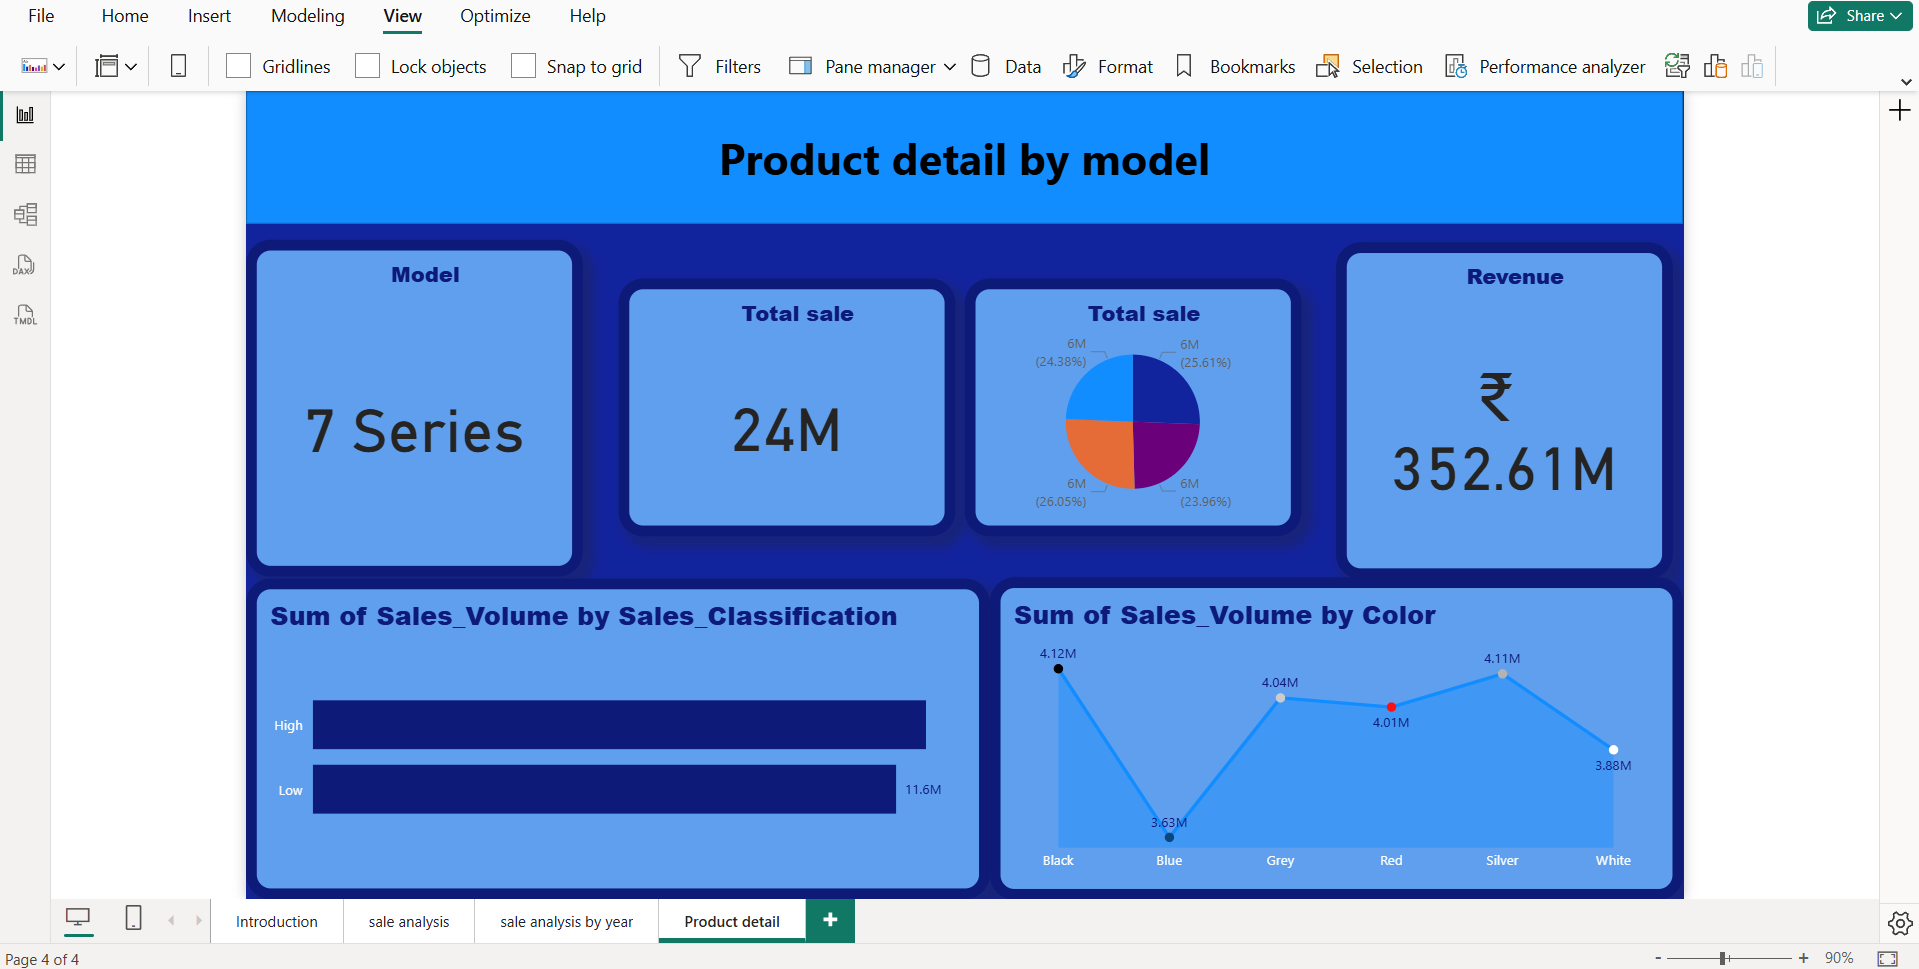 File Home Insert Modeling View Optimize Help Share
Gridlines Lock objects Snap to grid Filters Pane manager Data Format Bookmarks Selection Performance analyzer
DAX
TMDL
Product detail by model
Model
7 Series
Total sale
24M
Total sale
6M
(24.38%)
6M
(25.61%)
6M
(26.05%)
6M
(23.96%)
Revenue
₹
352.61M
Sum of Sales_Volume by Sales_Classification
High
Low 11.6M
Sum of Sales_Volume by Color
4.12M
3.63M
4.04M
4.01M
4.11M
3.88M
Black Blue Grey Red Silver White
Introduction sale analysis sale analysis by year Product detail +
Page 4 of 4 - + 90%